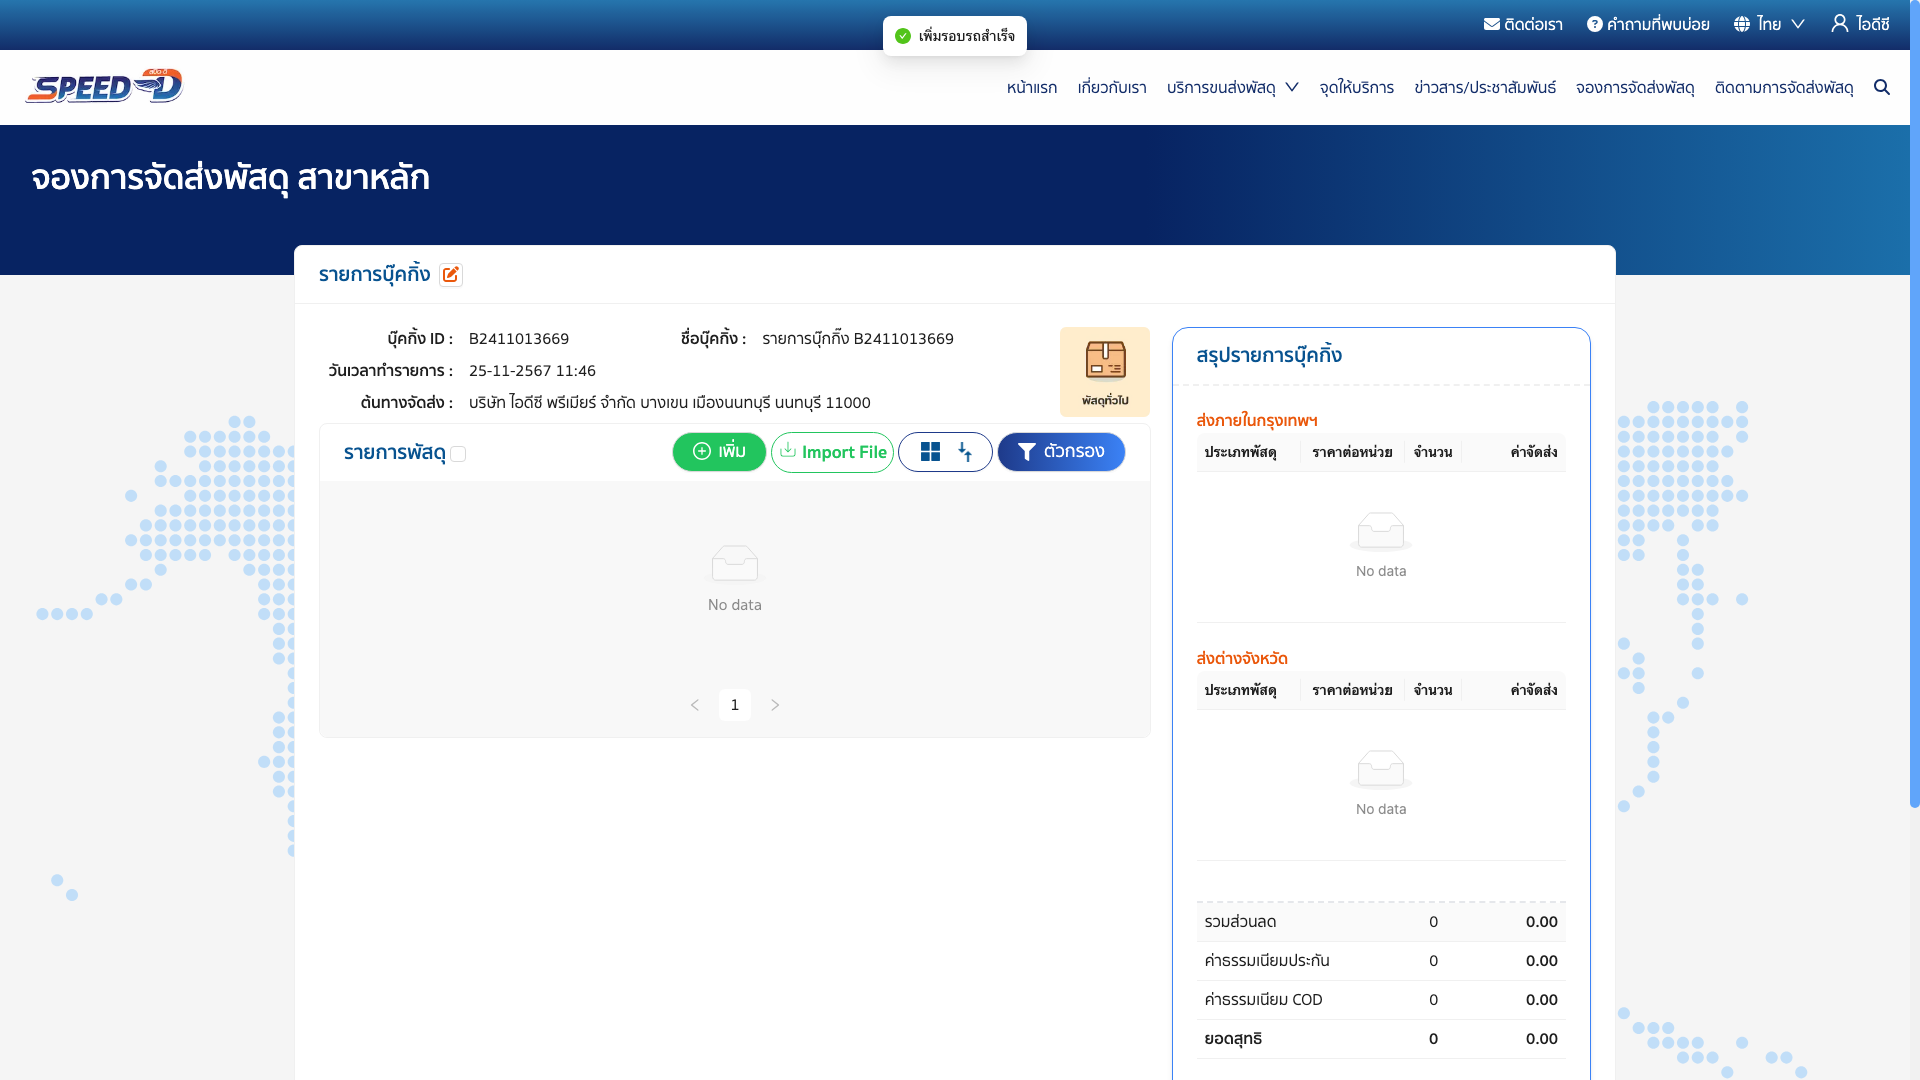 ติดต่อเรา คำถามที่พบบ่อย ไทย ไอดีซี
เพิ่มรอบรถสำเร็จ
SPEED-D สปีด-ดี
หน้าแรก เกี่ยวกับเรา บริการขนส่งพัสดุ จุดให้บริการ ข่าวสาร/ประชาสัมพันธ์ จองการจัดส่งพัสดุ ติดตามการจัดส่งพัสดุ
จองการจัดส่งพัสดุ สาขาหลัก
รายการบุ๊คกิ้ง
บุ๊คกิ้ง ID : B2411013669 ชื่อบุ๊คกิ้ง : รายการบุ๊กกิ๊ง B2411013669
วันเวลาทำรายการ : 25-11-2567 11:46
ต้นทางจัดส่ง : บริษัท ไอดีซี พรีเมียร์ จำกัด บางเขน เมืองนนทบุรี นนทบุรี 11000
พัสดุทั่วไป
รายการพัสดุ เพิ่ม Import File ตัวกรอง
No data
1
สรุปรายการบุ๊คกิ้ง
ส่งภายในกรุงเทพฯ
ประเภทพัสดุ ราคาต่อหน่วย จำนวน ค่าจัดส่ง
No data
ส่งต่างจังหวัด
ประเภทพัสดุ ราคาต่อหน่วย จำนวน ค่าจัดส่ง
No data
รวมส่วนลด 0 0.00
ค่าธรรมเนียมประกัน 0 0.00
ค่าธรรมเนียม COD 0 0.00
ยอดสุทธิ 0 0.00